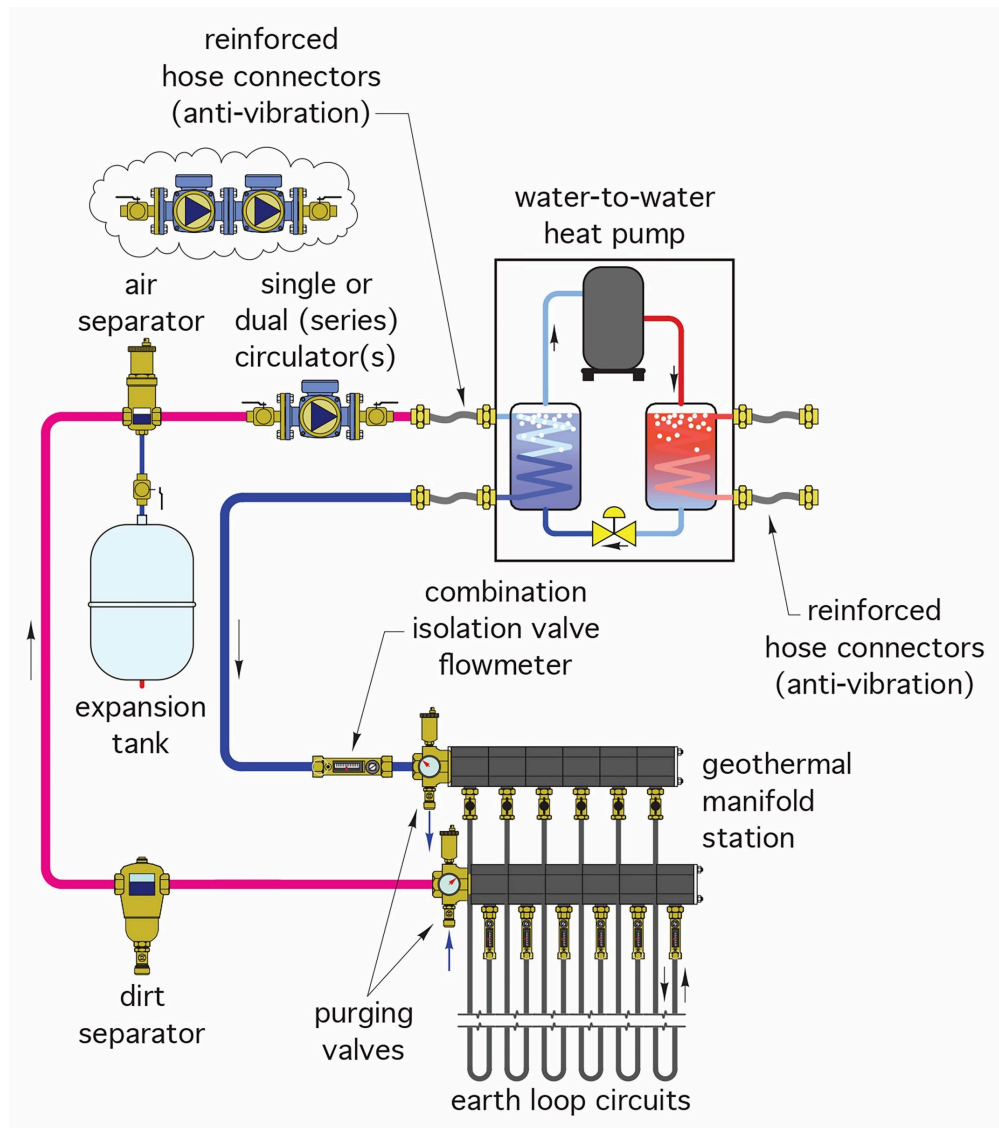 reinforced
hose connectors
(anti-vibration)
water-to-water
heat pump
air
separator
single or
dual (series)
circulator(s)
combination
isolation valve
flowmeter
reinforced
hose connectors
(anti-vibration)
expansion
tank
geothermal
manifold
station
dirt
separator
purging
valves
earth loop circuits